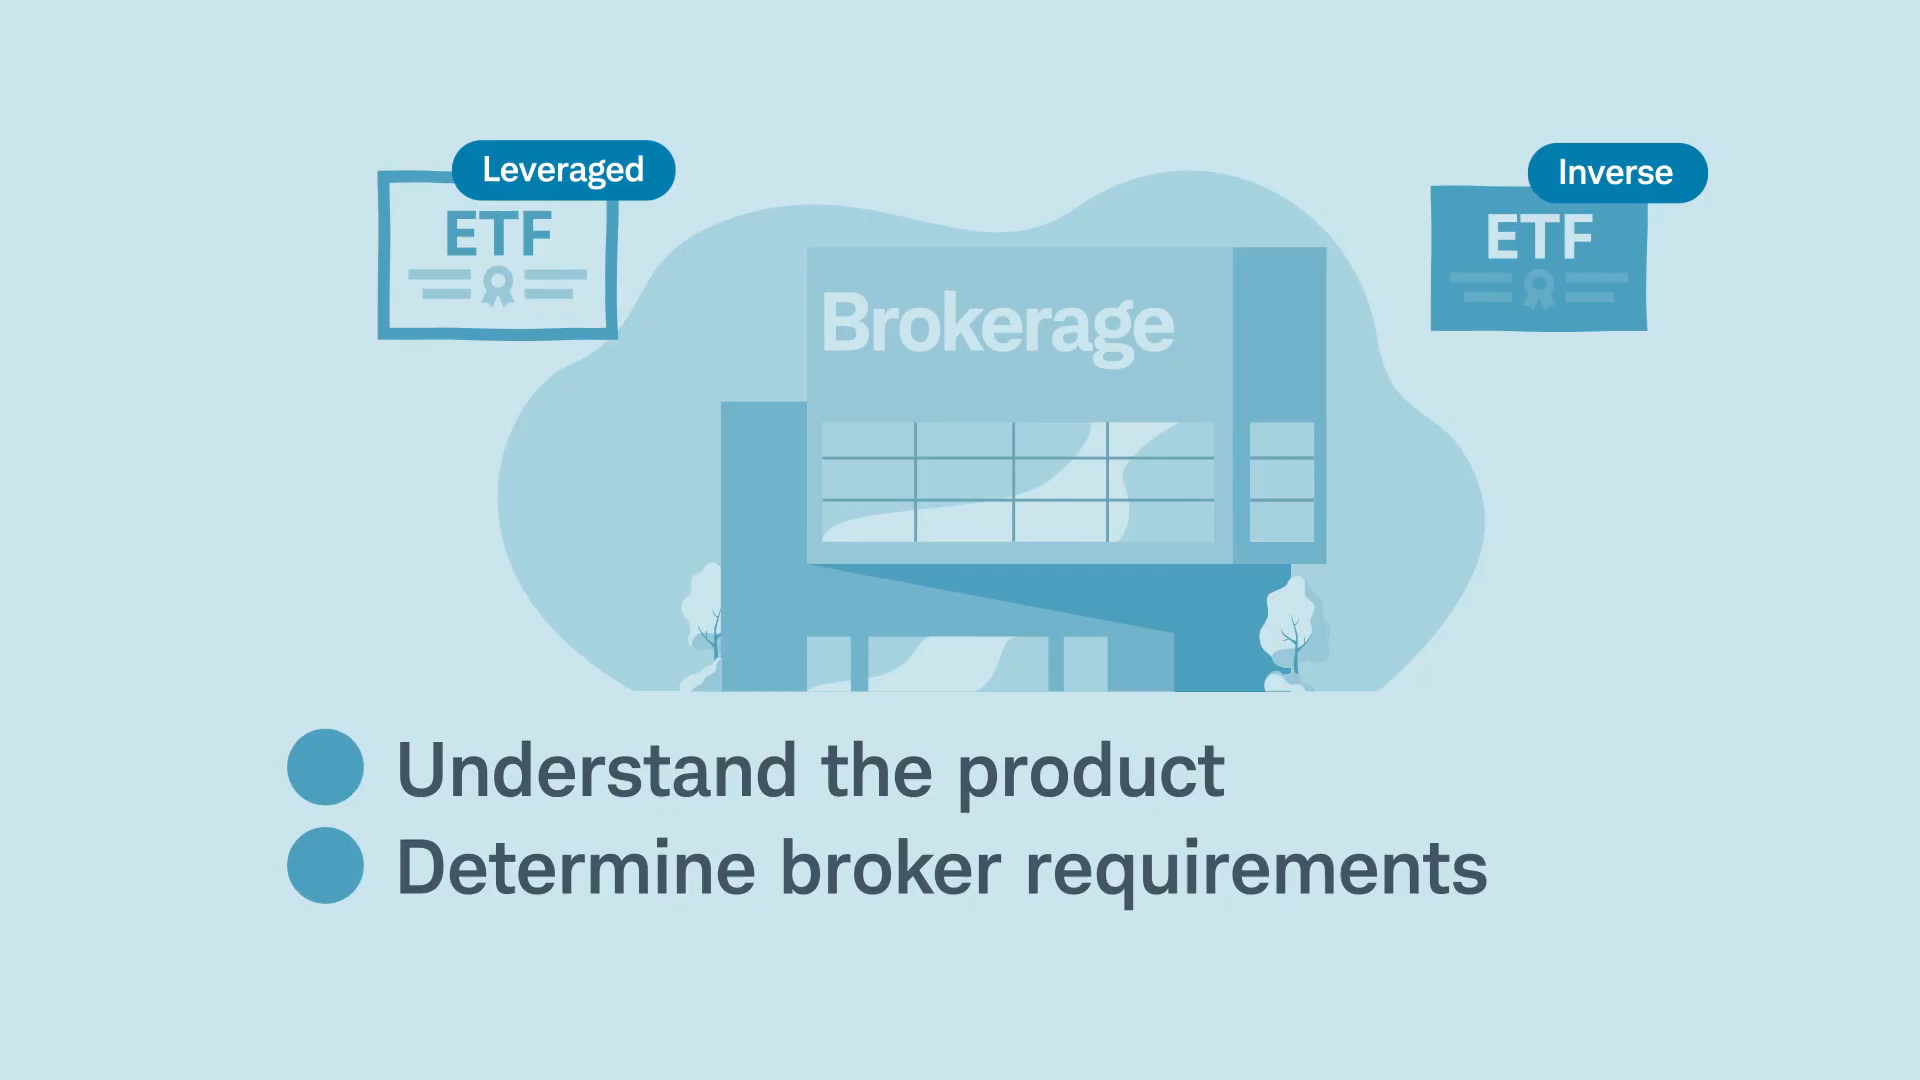 Leveraged
ETF
Inverse
ETF
Brokerage
Understand the product
Determine broker requirements